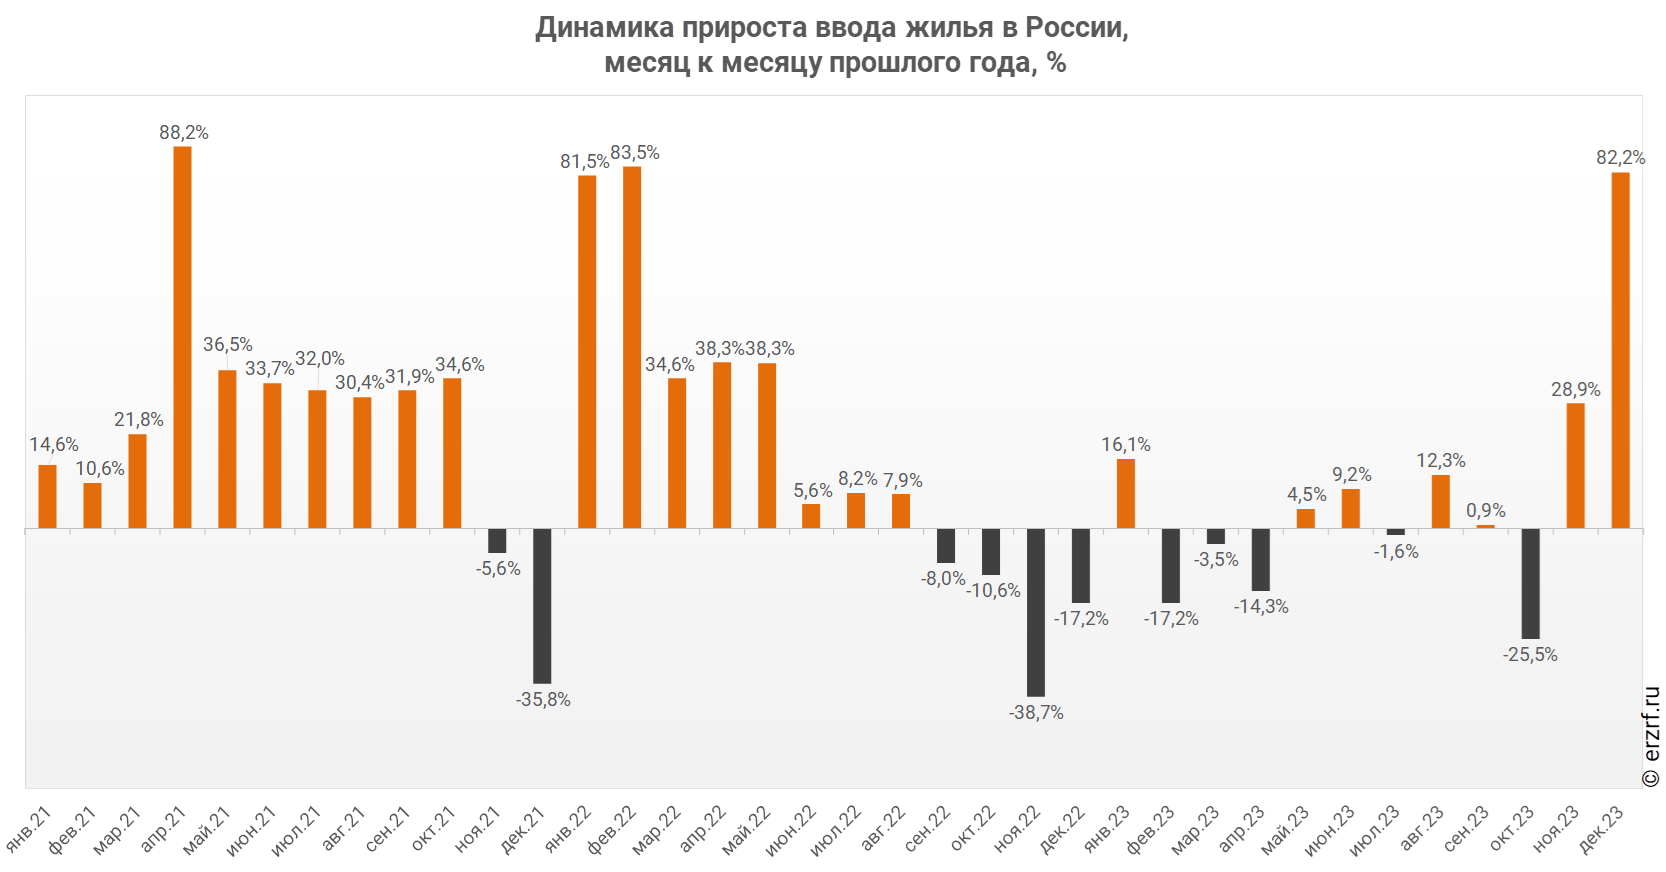 Динамика прироста ввода жилья в России,
месяц к месяцу прошлого года, %
14,6%
10,6%
21,8%
88,2%
36,5%
33,7%
32,0%
30,4%
31,9%
34,6%
-5,6%
-35,8%
81,5%
83,5%
34,6%
38,3%
38,3%
5,6%
8,2%
7,9%
-8,0%
-10,6%
-38,7%
-17,2%
16,1%
-17,2%
-3,5%
-14,3%
4,5%
9,2%
-1,6%
12,3%
0,9%
-25,5%
28,9%
82,2%
янв.21
фев.21
мар.21
апр.21
май.21
июн.21
июл.21
авг.21
сен.21
окт.21
ноя.21
дек.21
янв.22
фев.22
мар.22
апр.22
май.22
июн.22
июл.22
авг.22
сен.22
окт.22
ноя.22
дек.22
янв.23
фев.23
мар.23
апр.23
май.23
июн.23
июл.23
авг.23
сен.23
окт.23
ноя.23
дек.23
© erzrf.ru